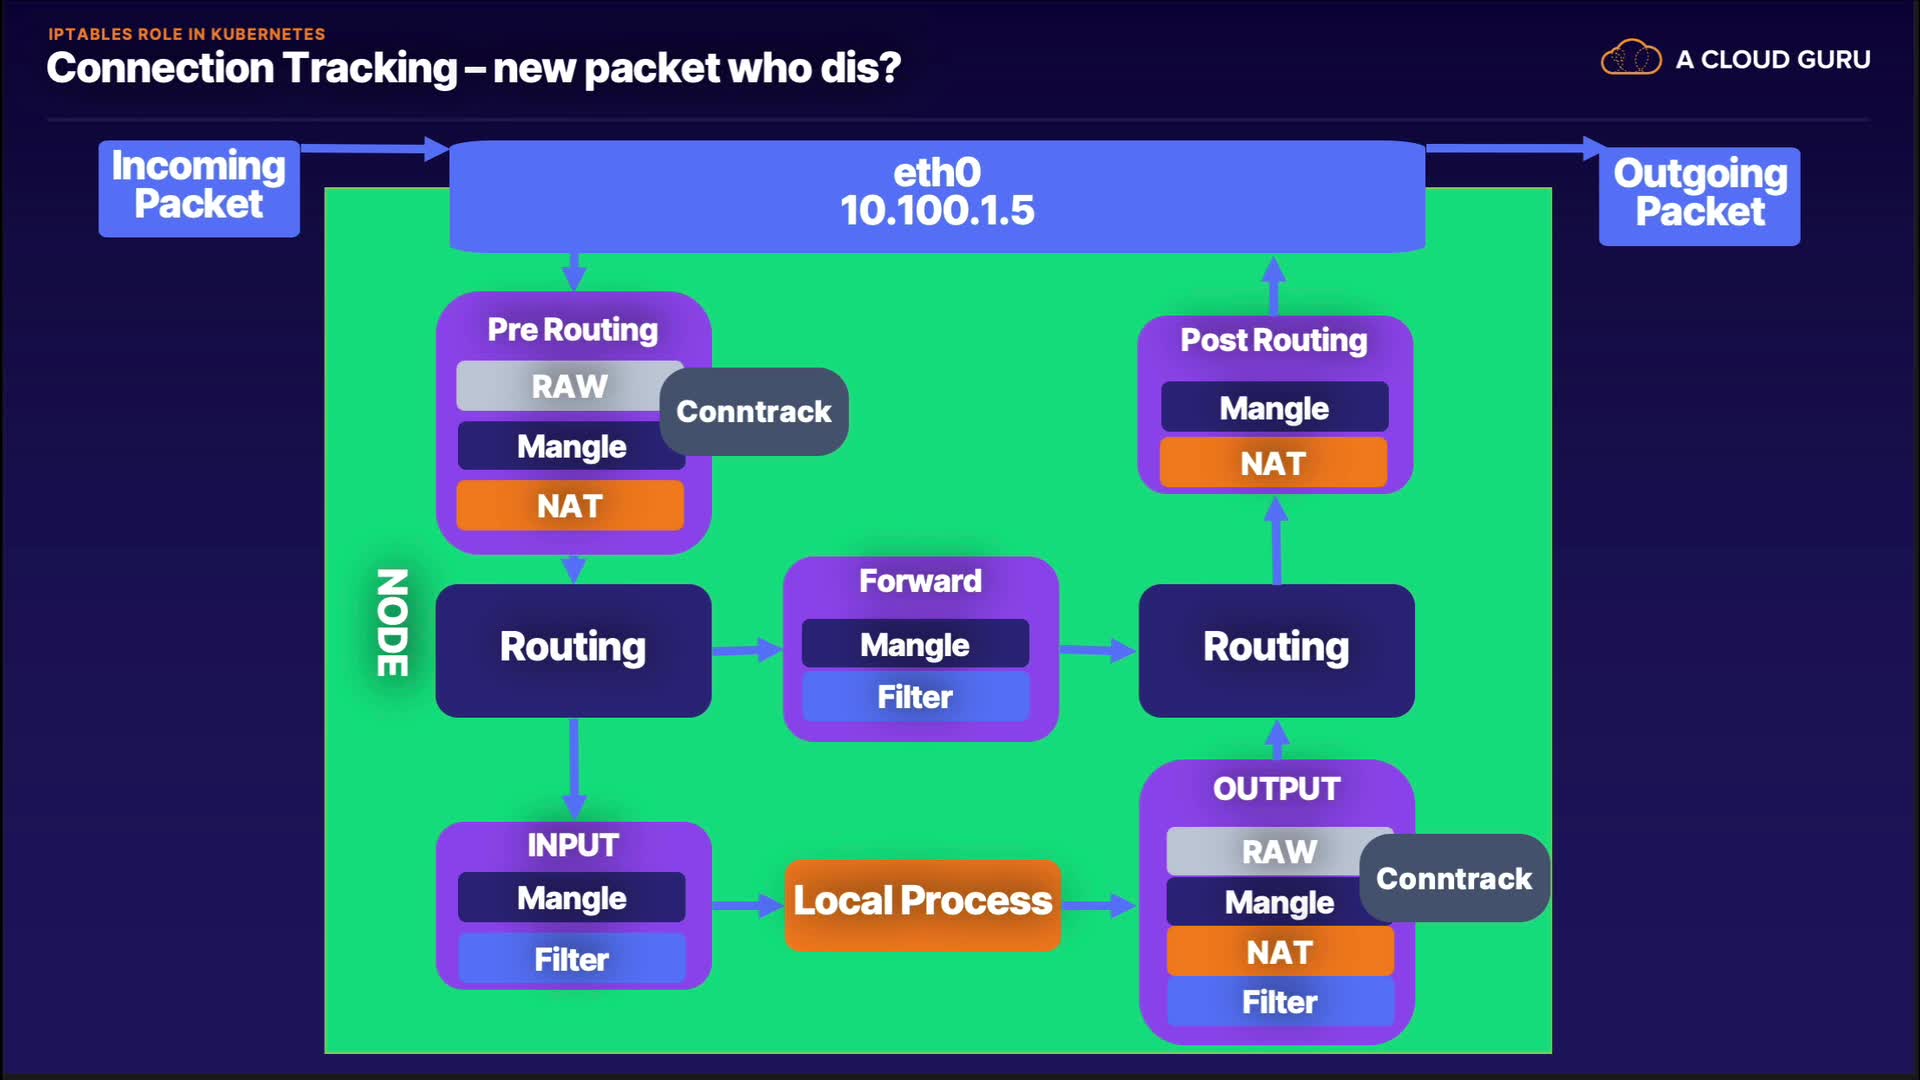 IPTABLES ROLE IN KUBERNETES
Connection Tracking – new packet who dis?
A CLOUD GURU
Incoming
Packet
eth0
10.100.1.5
Outgoing
Packet
Pre Routing
RAW
Conntrack
Mangle
NAT
Post Routing
Mangle
NAT
NODE
Routing
Forward
Mangle
Filter
Routing
INPUT
Mangle
Filter
Local Process
OUTPUT
RAW
Conntrack
Mangle
NAT
Filter